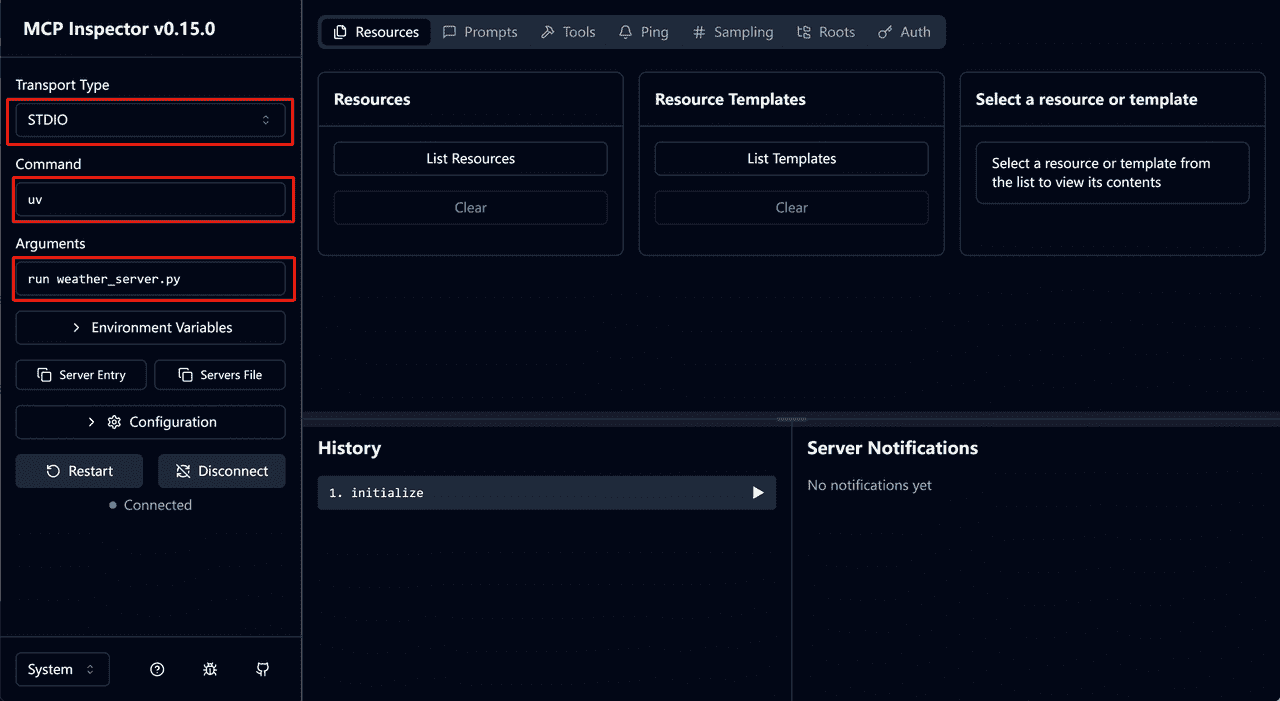 MCP Inspector v0.15.0
Transport Type
STDIO
Command
uv
Arguments
run weather_server.py
Environment Variables
Server Entry
Servers File
Configuration
Restart
Disconnect
Connected
System
Resources
Prompts
Tools
Ping
Sampling
Roots
Auth
Resources
List Resources
Clear
Resource Templates
List Templates
Clear
Select a resource or template
Select a resource or template from
the list to view its contents
History
1. initialize
Server Notifications
No notifications yet